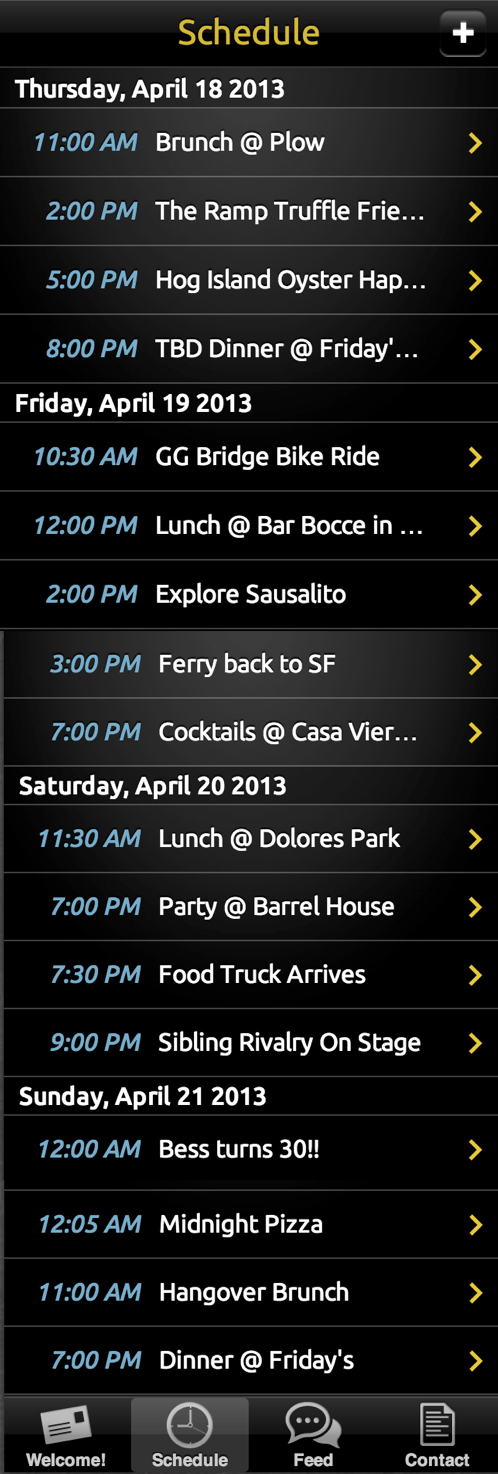 Schedule
Thursday, April 18 2013
11:00 AM Brunch @ Plow
2:00 PM The Ramp Truffle Frie...
5:00 PM Hog Island Oyster Hap...
8:00 PM TBD Dinner @ Friday'...
Friday, April 19 2013
10:30 AM GG Bridge Bike Ride
12:00 PM Lunch @ Bar Bocce in ...
2:00 PM Explore Sausalito
3:00 PM Ferry back to SF
7:00 PM Cocktails @ Casa Vier...
Saturday, April 20 2013
11:30 AM Lunch @ Dolores Park
7:00 PM Party @ Barrel House
7:30 PM Food Truck Arrives
9:00 PM Sibling Rivalry On Stage
Sunday, April 21 2013
12:00 AM Bess turns 30!!
12:05 AM Midnight Pizza
11:00 AM Hangover Brunch
7:00 PM Dinner @ Friday's
Welcome! Schedule Feed Contact